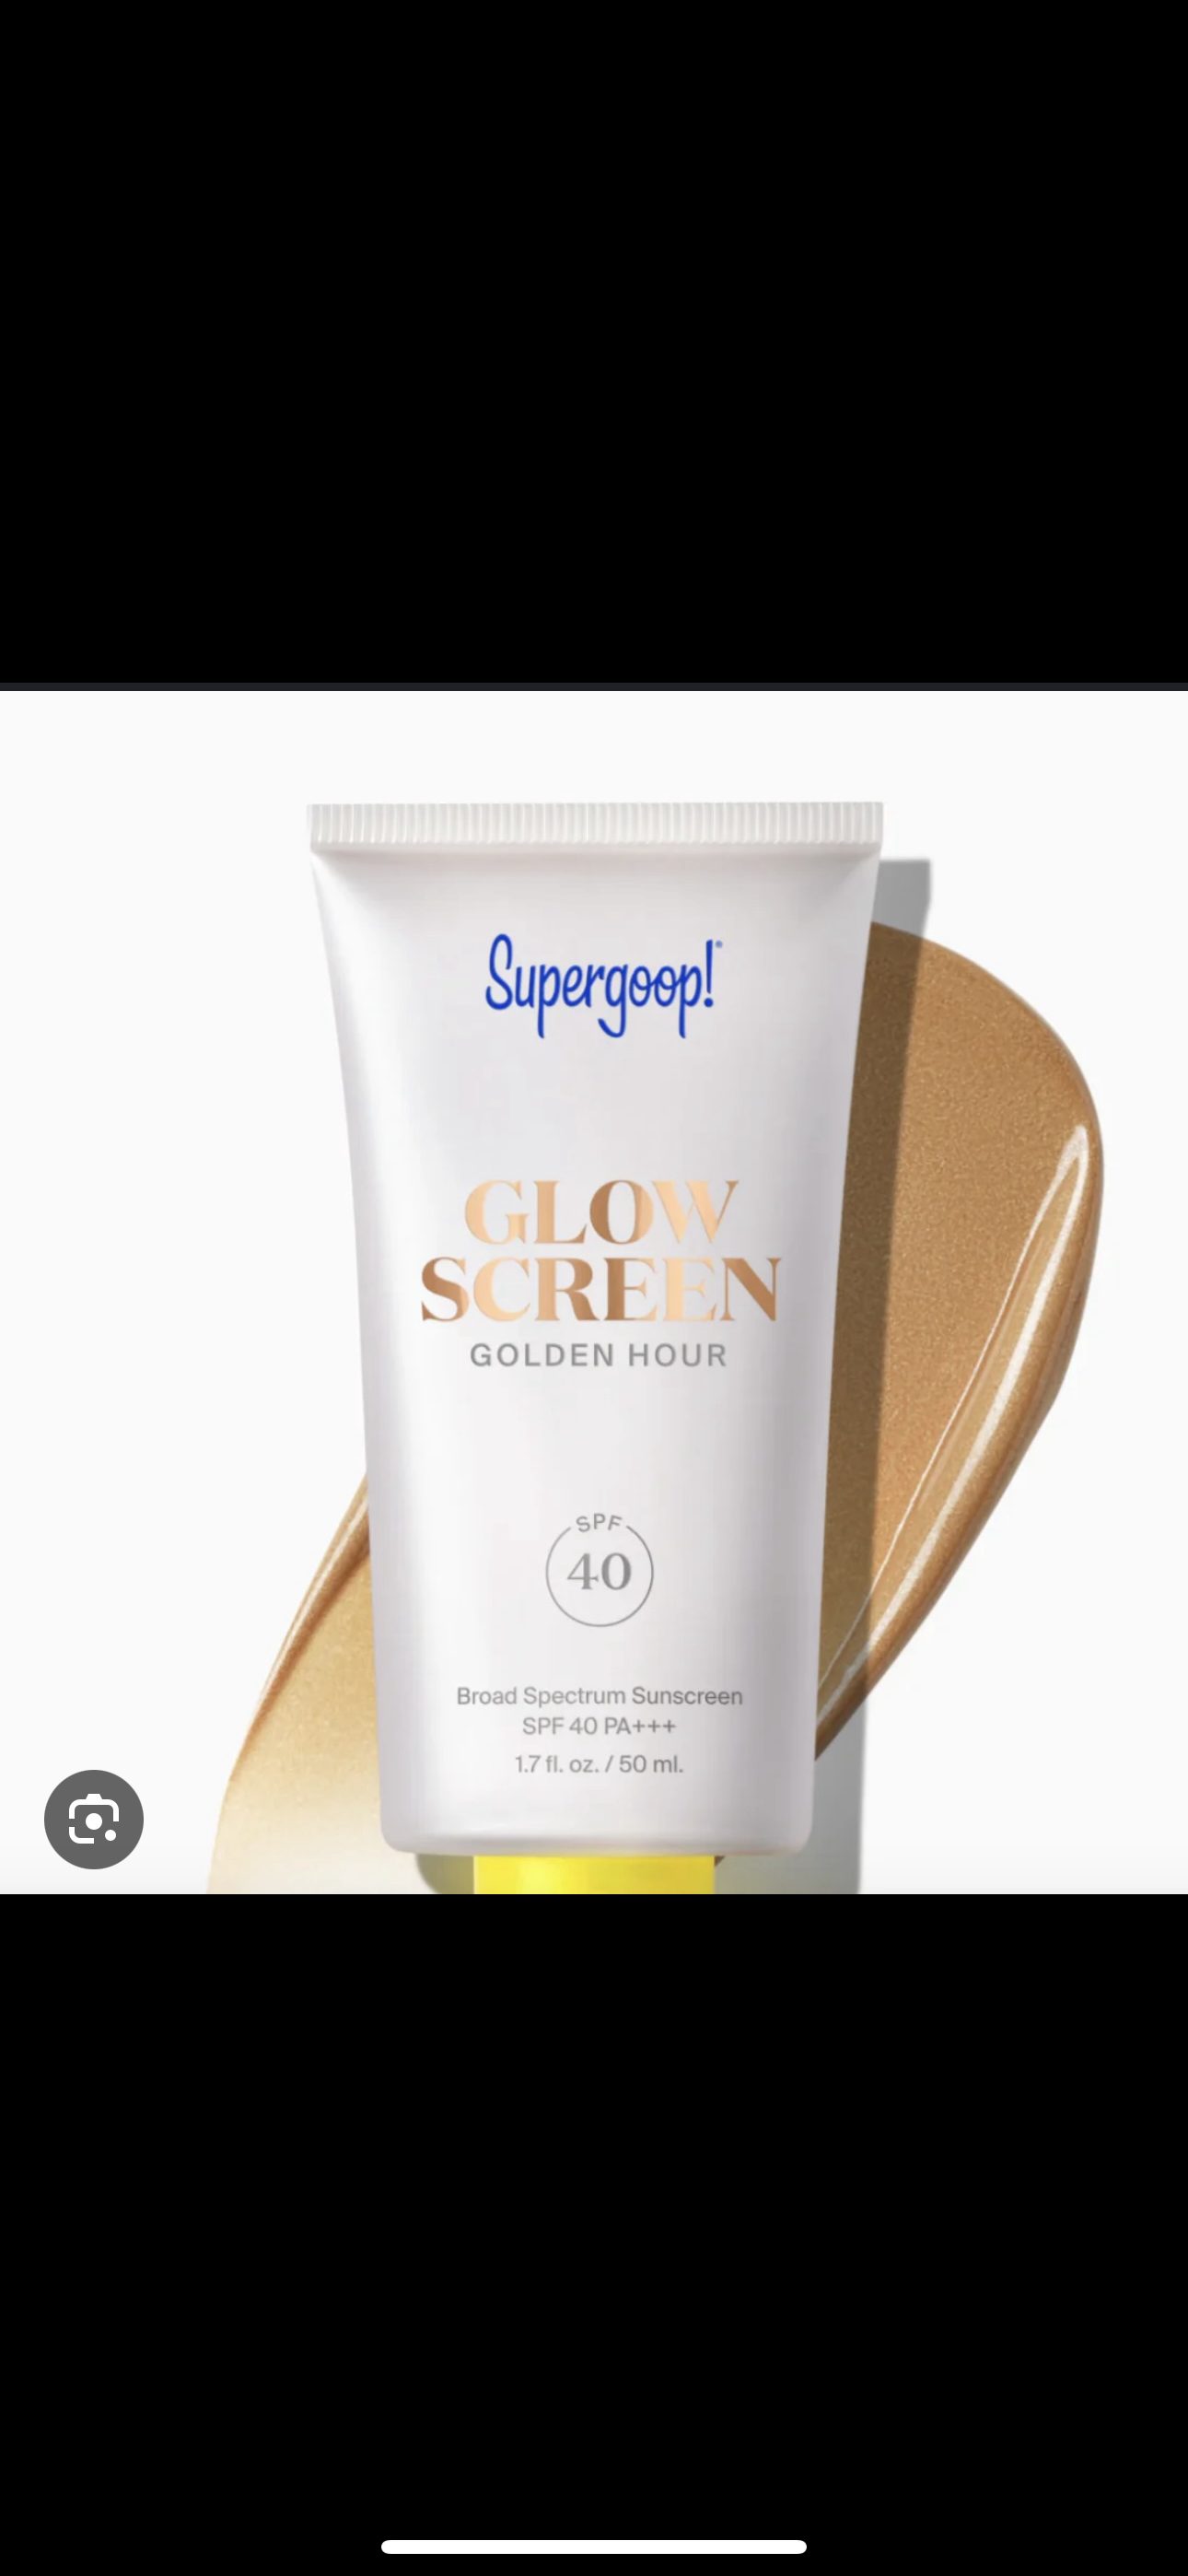 Supergoop!
GLOW
SCREEN
GOLDEN HOUR
SPF
40
Broad Spectrum Sunscreen
SPF 40 PA+++
1.7 fl. oz. / 50 ml.